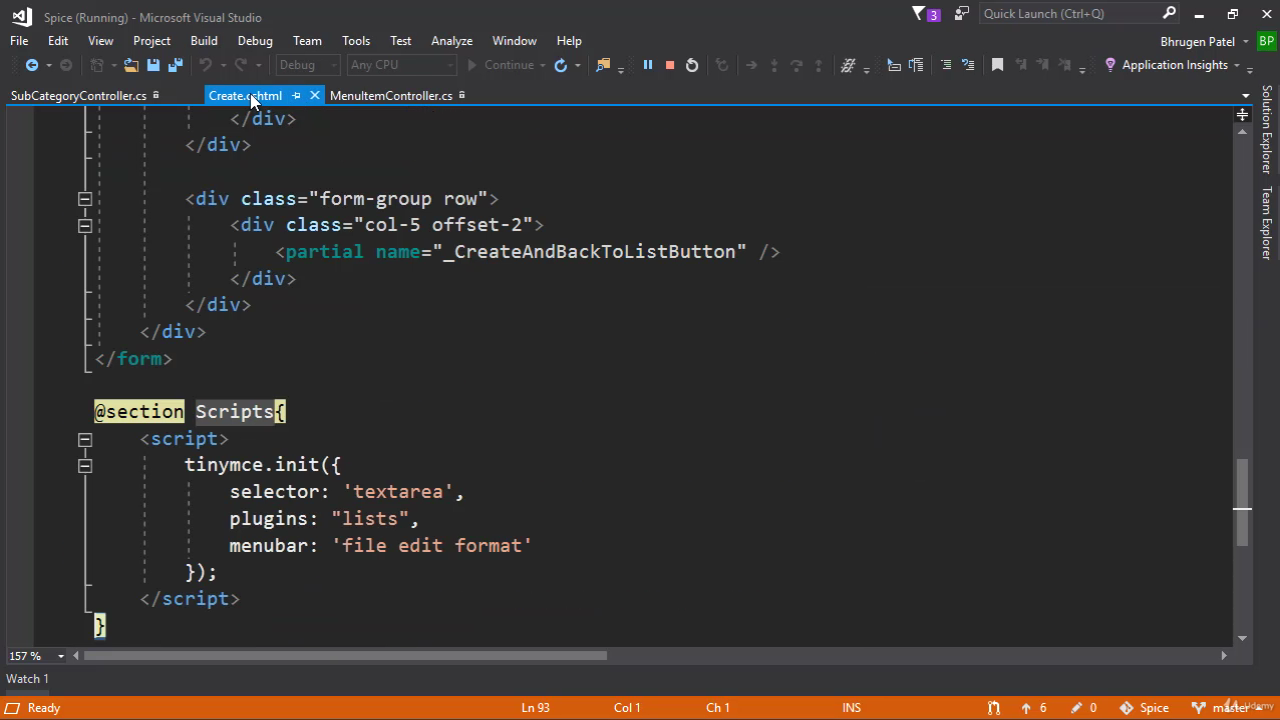 Spice (Running) - Microsoft Visual Studio
3
Quick Launch (Ctrl+Q)
File Edit View Project Build Debug Team Tools Test Analyze Window Help
Bhrugen Patel BP
Debug Any CPU Continue Application Insights
SubCategoryController.cs Create.cshtml MenuItemController.cs
</div>
</div>
<div class="form-group row">
<div class="col-5 offset-2">
<partial name="_CreateAndBackToListButton" />
</div>
</div>
</div>
</form>
@section Scripts{
<script>
tinymce.init({
selector: 'textarea',
plugins: "lists",
menubar: 'file edit format'
});
</script>
}
Solution Explorer
Team Explorer
157 %
Watch 1
Ready Ln 93 Col 1 Ch 1 INS 6 0 Spice master
Udemy